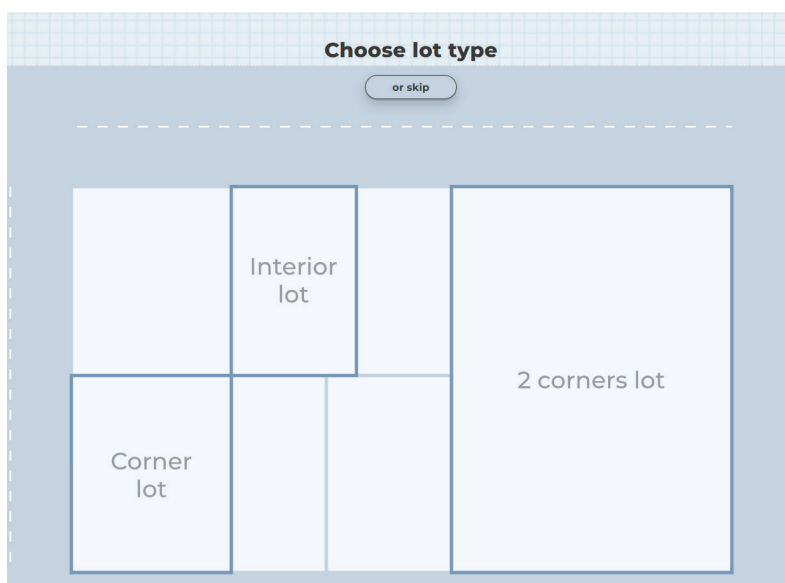 Choose lot type
or skip
Interior
lot
2 corners lot
Corner
lot